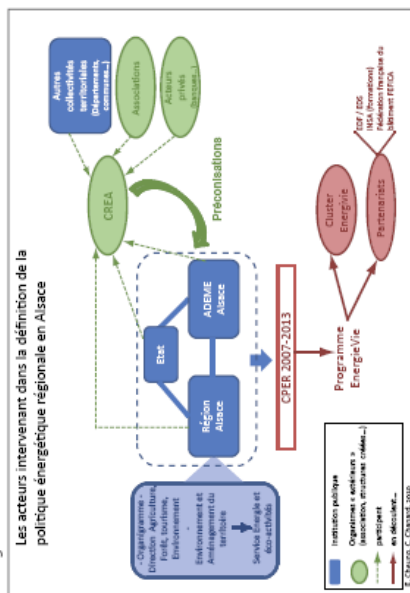 Les acteurs intervenant dans la définition de la
politique énergétique régionale en Alsace
- Organigramme -
Direction Agriculture,
Forêt, tourisme,
Environnement
-
Environnement et
Aménagement du
territoire
Service Energie et
éco-activités
Région
Alsace
Etat
ADEME
Alsace
CREA
Autres
collectivités
territoriales
(Départements,
communes...)
Associations
Acteurs
privés
(banques...)
Préconisations
CPER 2007-2013
Programme
EnergieVie
Cluster
Energivie
Partenariats
EDF / EDS
INSA (formations)
Fédération française du
bâtiment FEFICA
Institution publique
Organismes « extérieurs »
(association, structures créées...)
participent
en découlent...